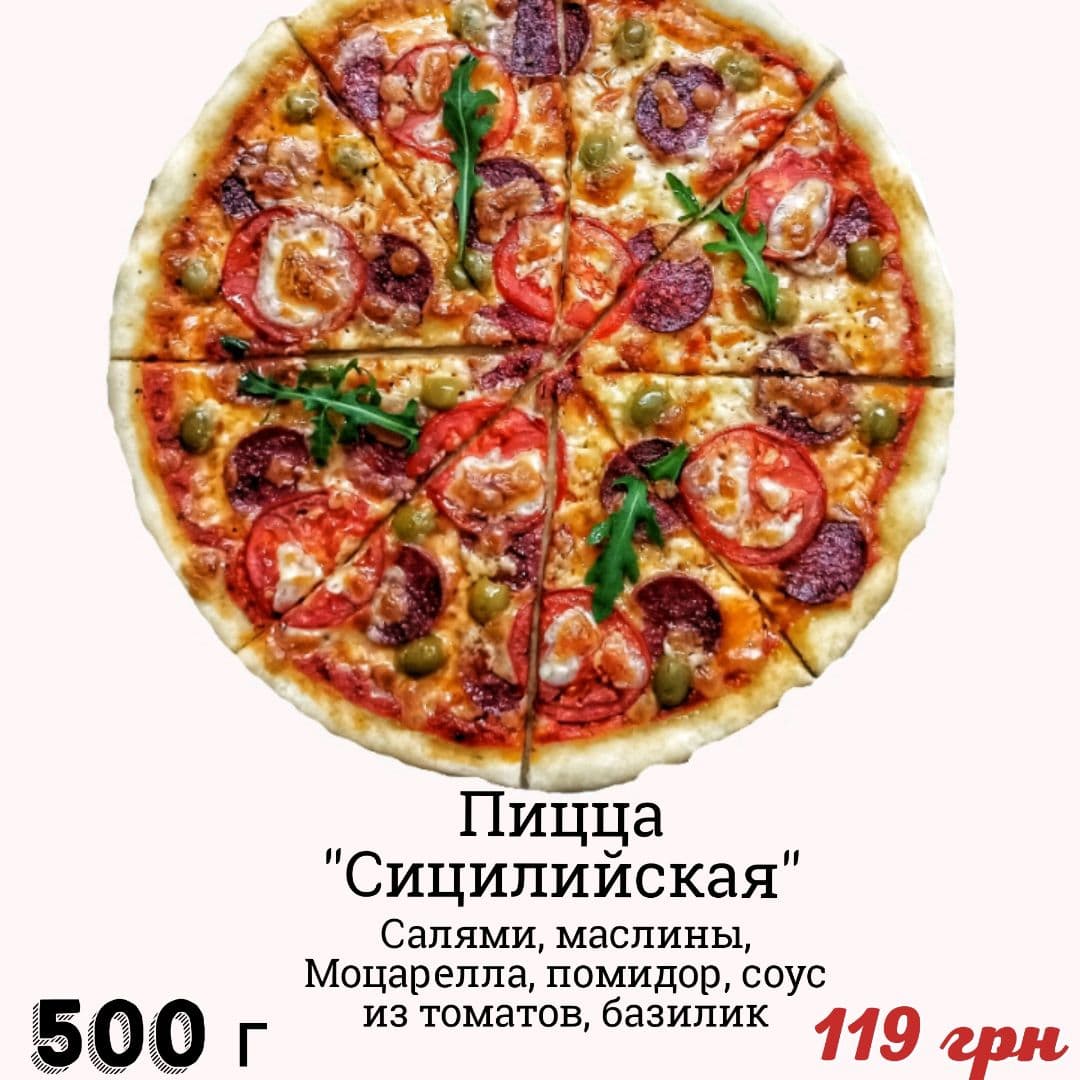 Пицца
"Сицилийская"
Салями, маслины,
Моцарелла, помидор, соус
из томатов, базилик
500 г
119 грн